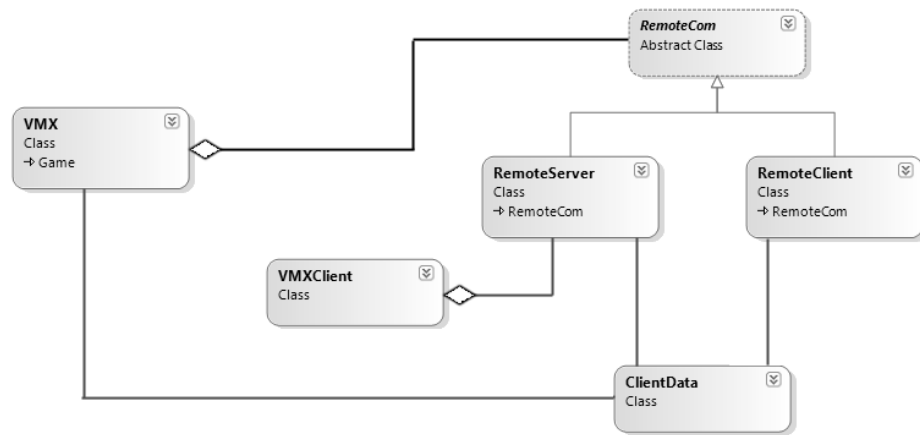 RemoteCom
Abstract Class
VMX
Class
→ Game
RemoteServer
Class
→ RemoteCom
RemoteClient
Class
→ RemoteCom
VMXClient
Class
ClientData
Class